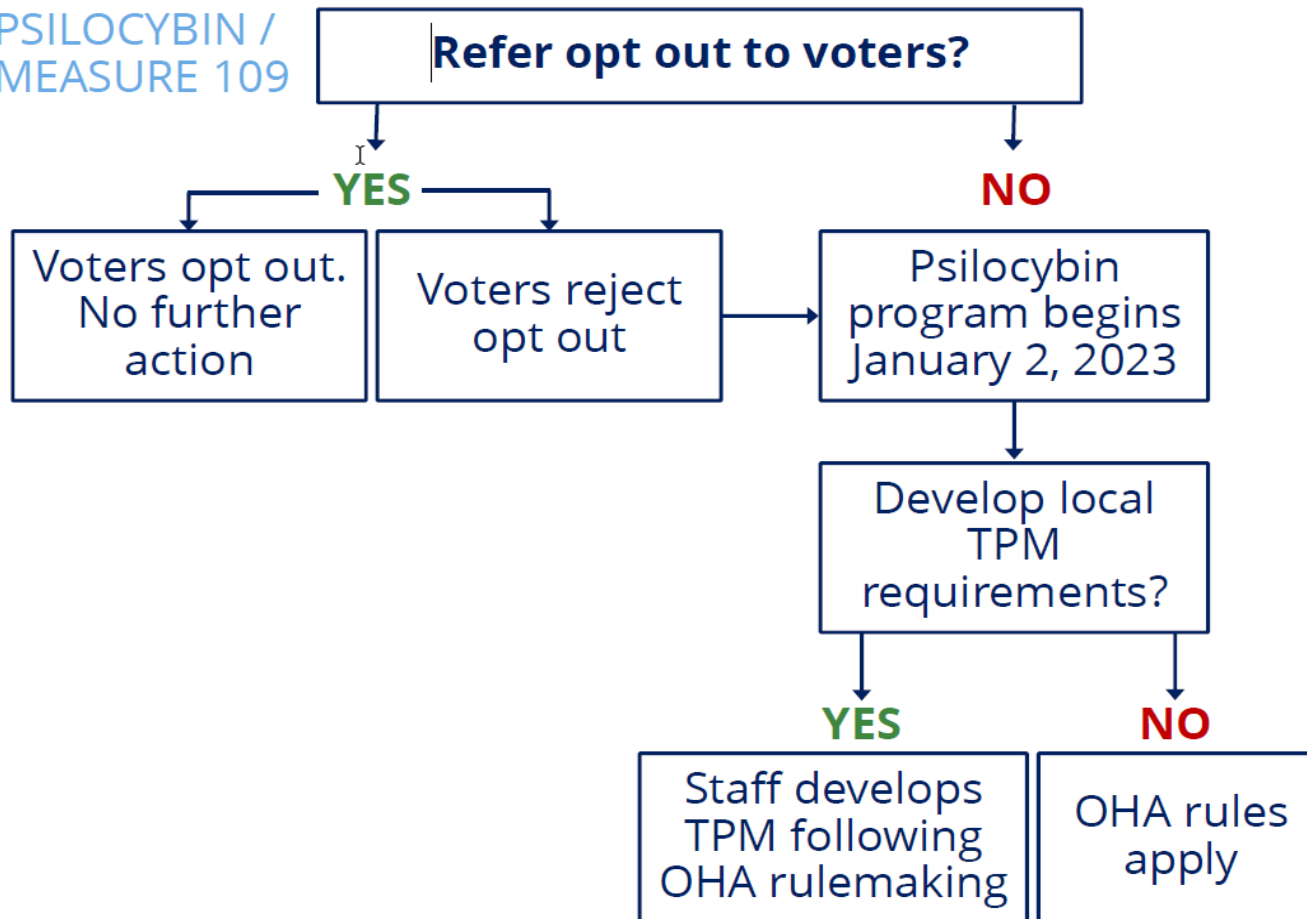 PSILOCYBIN /
MEASURE 109
Refer opt out to voters?
YES
NO
Voters opt out.
No further
action
Voters reject
opt out
Psilocybin
program begins
January 2, 2023
Develop local
TPM
requirements?
YES
NO
Staff develops
TPM following
OHA rulemaking
OHA rules
apply